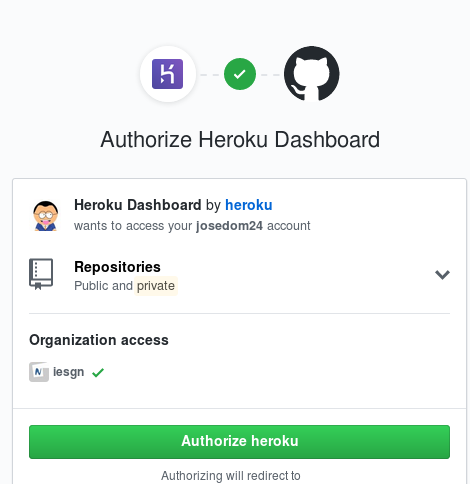 Authorize Heroku Dashboard
Heroku Dashboard by heroku
wants to access your josedom24 account
Repositories
Public and private
Organization access
iesgn
Authorize heroku
Authorizing will redirect to